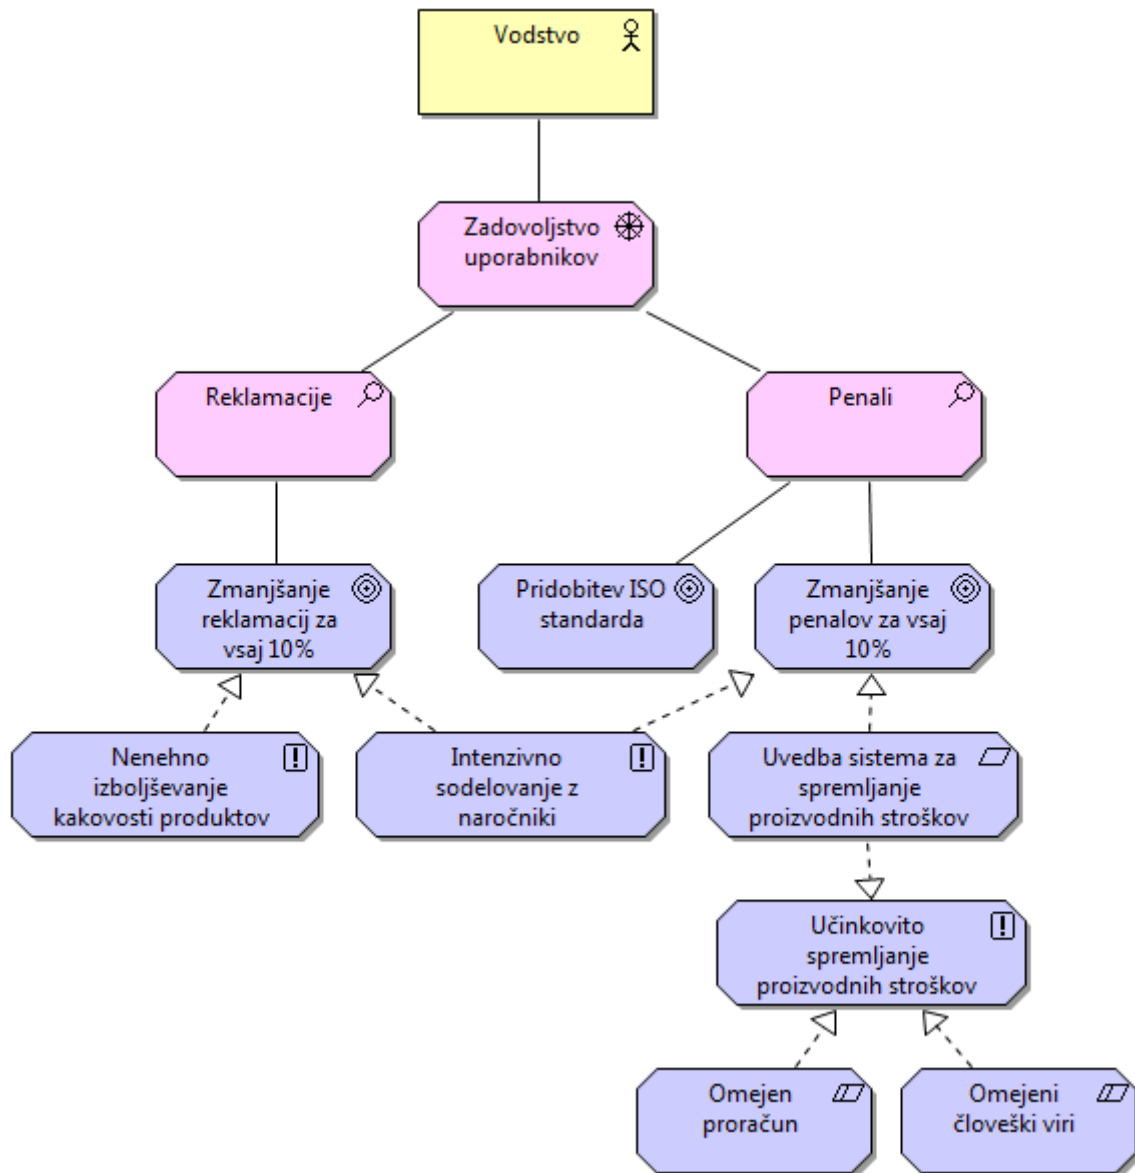 Vodstvo
Zadovoljstvo
uporabnikov
Reklamacije
Penali
Zmanjšanje
reklamacij za
vsaj 10%
Pridobitev ISO
standarda
Zmanjšanje
penalov za vsaj
10%
Nenehno
izboljševanje
kakovosti produktov
Intenzivno
sodelovanje z
naročniki
Uvedba sistema za
spremljanje
proizvodnih stroškov
Učinkovito
spremljanje
proizvodnih stroškov
Omejen
proračun
Omejeni
človeški viri